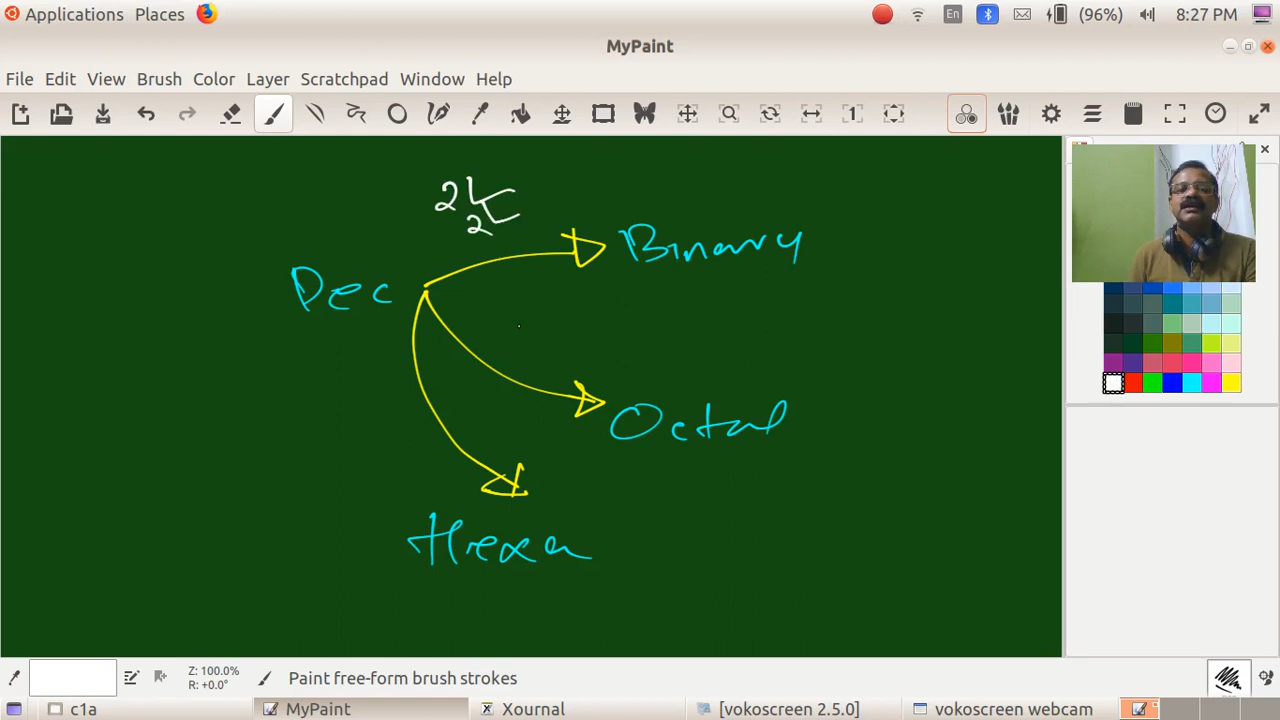 Applications Places En (96%) 8:27 PM
MyPaint
File Edit View Brush Color Layer Scratchpad Window Help
2
2
Binary
Dec
Octal
Hexa
Z: 100.0%
R: +0.0°
Paint free-form brush strokes
c1a MyPaint Xournal [vokoscreen 2.5.0] vokoscreen webcam